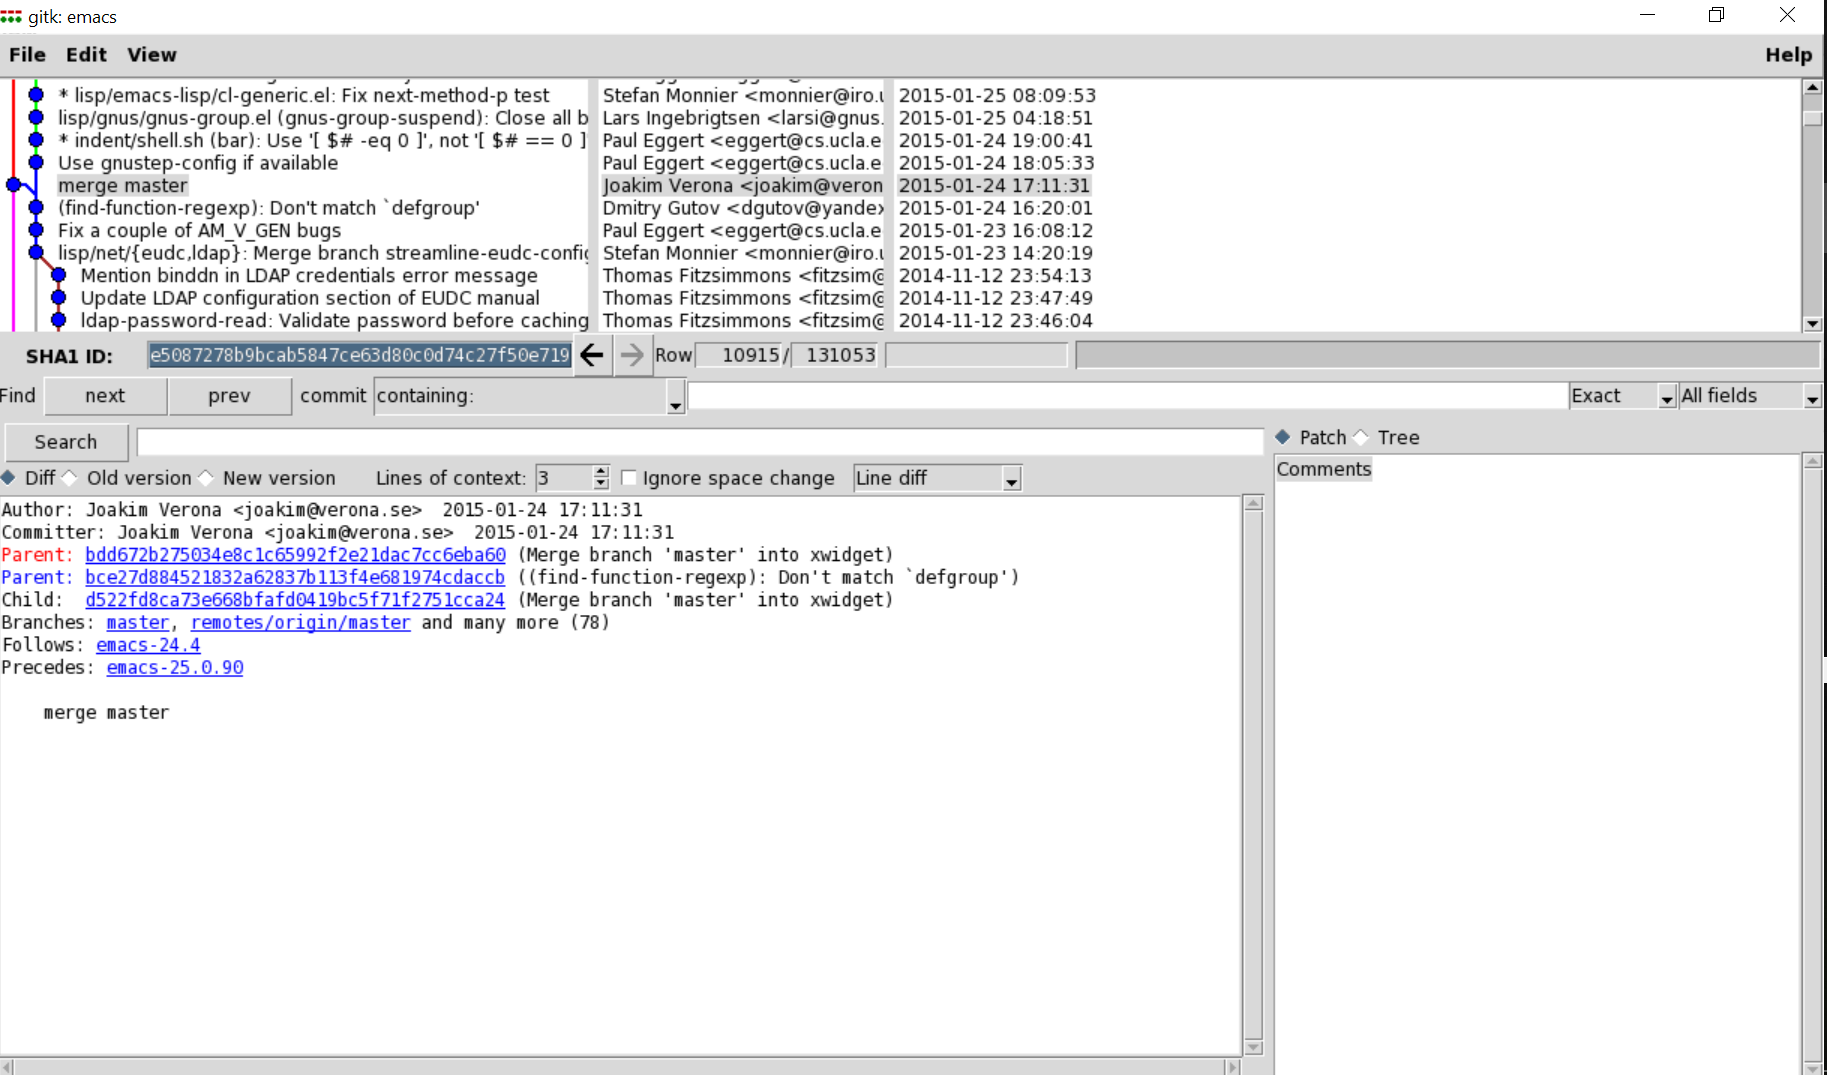 gitk: emacs
File Edit View Help
* lisp/emacs-lisp/cl-generic.el: Fix next-method-p test Stefan Monnier <monnier@iro.u 2015-01-25 08:09:53
lisp/gnus/gnus-group.el (gnus-group-suspend): Close all b Lars Ingebrigtsen <larsi@gnus. 2015-01-25 04:18:51
* indent/shell.sh (bar): Use '[ $# -eq 0 ]', not '[ $# == 0 ]' Paul Eggert <eggert@cs.ucla.e 2015-01-24 19:00:41
Use gnustep-config if available Paul Eggert <eggert@cs.ucla.e 2015-01-24 18:05:33
merge master Joakim Verona <joakim@veron 2015-01-24 17:11:31
(find-function-regexp): Don't match `defgroup' Dmitry Gutov <dgutov@yandex 2015-01-24 16:20:01
Fix a couple of AM_V_GEN bugs Paul Eggert <eggert@cs.ucla.e 2015-01-23 16:08:12
lisp/net/{eudc,ldap}: Merge branch streamline-eudc-config Stefan Monnier <monnier@iro.u 2015-01-23 14:20:19
Mention binddn in LDAP credentials error message Thomas Fitzsimmons <fitzsim@ 2014-11-12 23:54:13
Update LDAP configuration section of EUDC manual Thomas Fitzsimmons <fitzsim@ 2014-11-12 23:47:49
ldap-password-read: Validate password before caching Thomas Fitzsimmons <fitzsim@ 2014-11-12 23:46:04
SHA1 ID: e5087278b9bcab5847ce63d80c0d74c27f50e719 Row 10915 / 131053
Find next prev commit containing: Exact All fields
Search
Patch Tree
Diff Old version New version Lines of context: 3 Ignore space change Line diff
Comments
Author: Joakim Verona <joakim@verona.se> 2015-01-24 17:11:31
Committer: Joakim Verona <joakim@verona.se> 2015-01-24 17:11:31
Parent: bdd672b275034e8c1c65992f2e21dac7cc6eba60 (Merge branch 'master' into xwidget)
Parent: bce27d884521832a62837b113f4e681974cdaccb ((find-function-regexp): Don't match `defgroup')
Child: d522fd8ca73e668bfafd0419bc5f71f2751cca24 (Merge branch 'master' into xwidget)
Branches: master, remotes/origin/master and many more (78)
Follows: emacs-24.4
Precedes: emacs-25.0.90
merge master